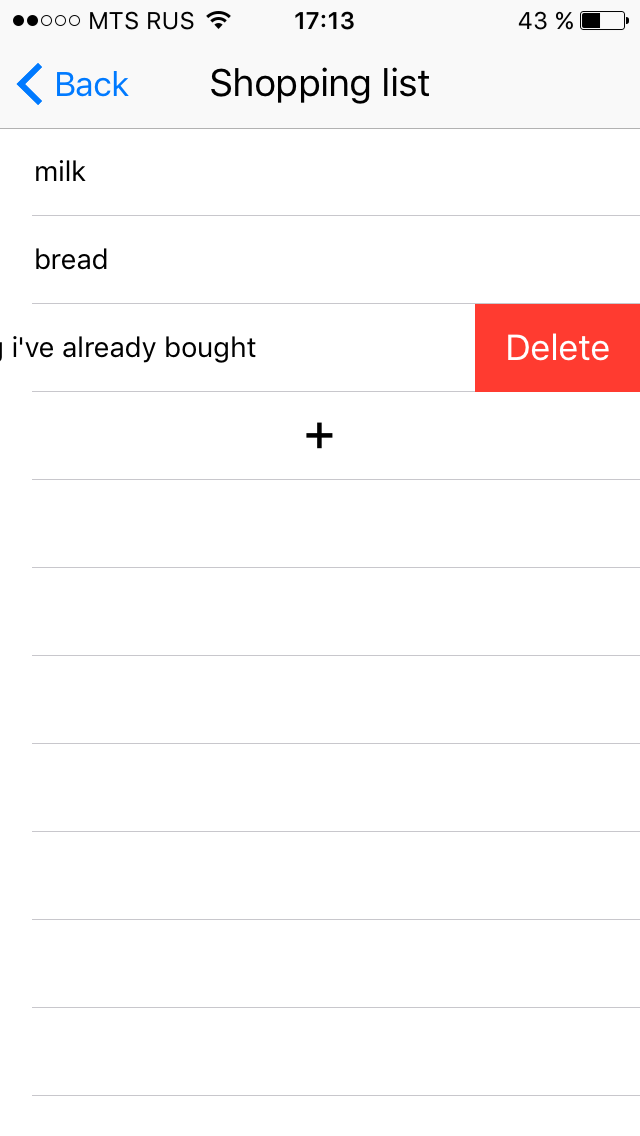 MTS RUS 17:13 43 %
Back Shopping list
milk
bread
i've already bought Delete
+